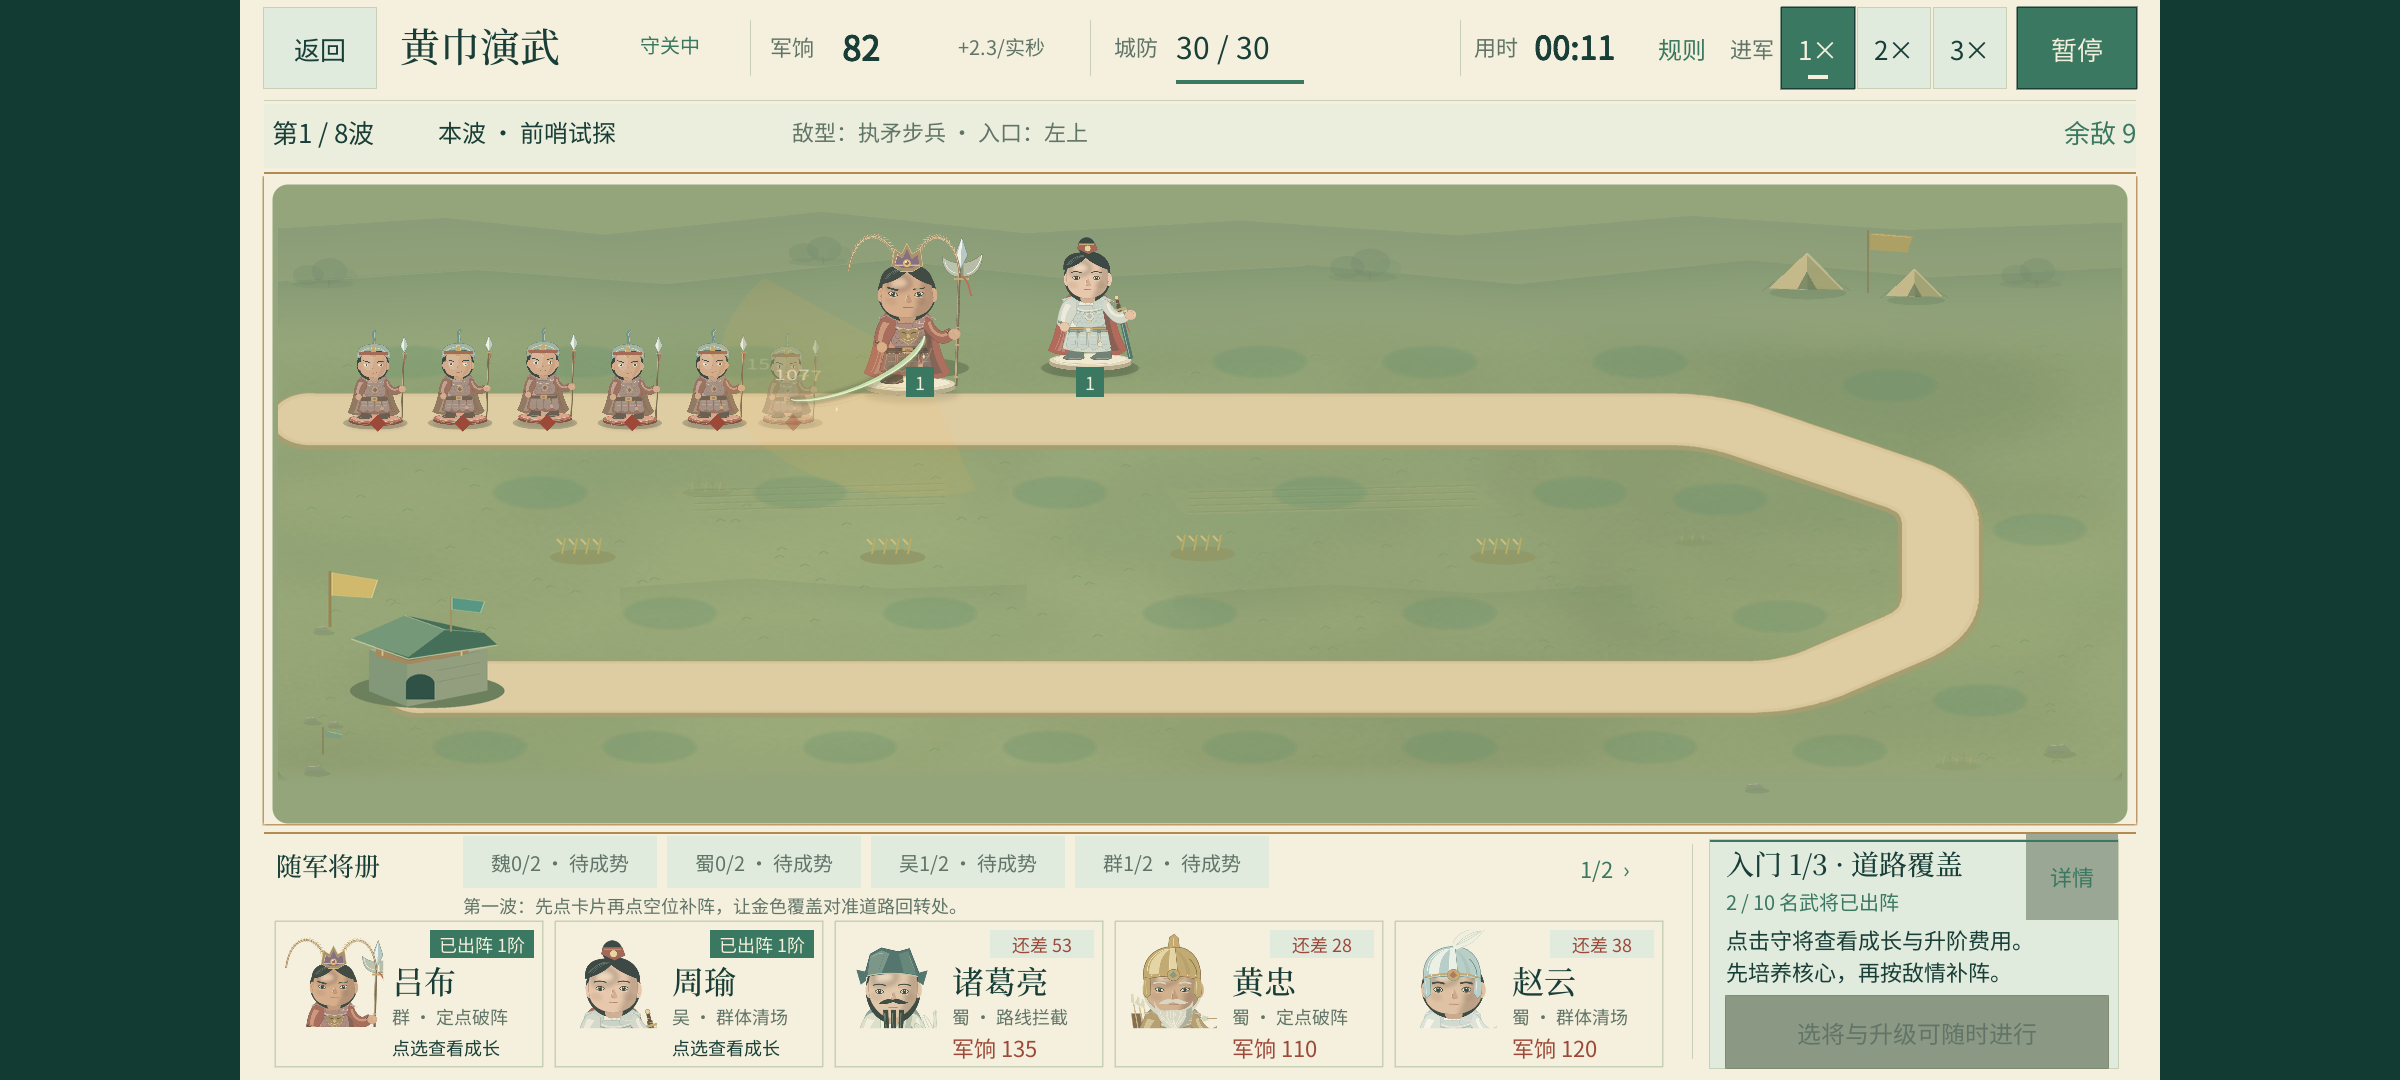 返回
黄巾演武
守关中
军饷 82
+2.3/实秒
城防 30 / 30
用时 00:11
规则
进军
1×
2×
3×
暂停
第1 / 8波
本波 · 前哨试探
敌型：执矛步兵 · 入口：左上
余敌 9
1077
1
1
随军将册
魏0/2 · 待成势
蜀0/2 · 待成势
吴1/2 · 待成势
群1/2 · 待成势
1/2 ›
第一波：先点卡片再点空位补阵，让金色覆盖对准道路回转处。
已出阵 1阶
吕布
群 · 定点破阵
点选查看成长
已出阵 1阶
周瑜
吴 · 群体清场
点选查看成长
还差 53
诸葛亮
蜀 · 路线拦截
军饷 135
还差 28
黄忠
蜀 · 定点破阵
军饷 110
还差 38
赵云
蜀 · 群体清场
军饷 120
入门 1/3 · 道路覆盖
详情
2 / 10 名武将已出阵
点击守将查看成长与升阶费用。
先培养核心，再按敌情补阵。
选将与升级可随时进行